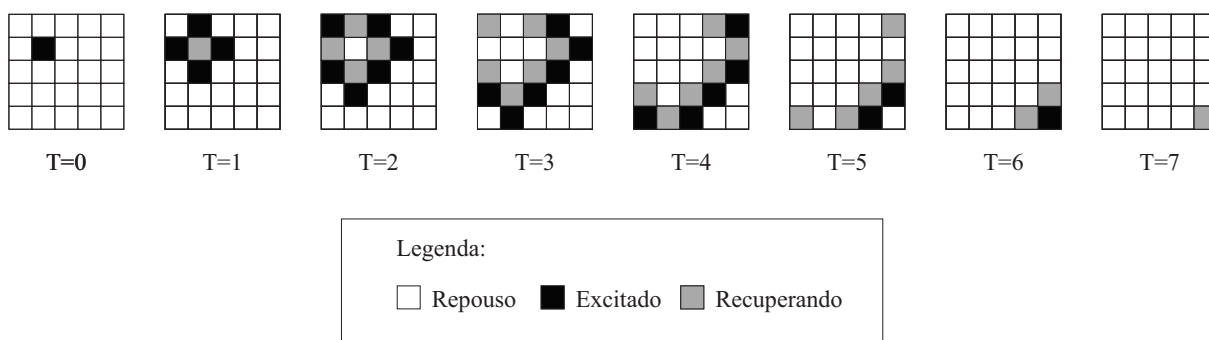 T=0 T=1 T=2 T=3 T=4 T=5 T=6 T=7
Legenda:
Repouso Excitado Recuperando